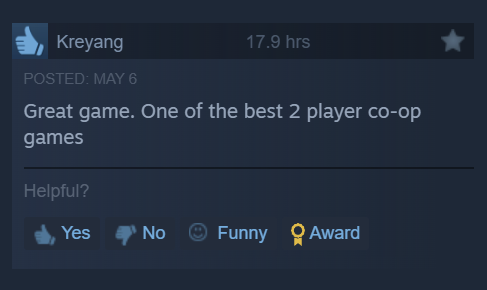 Kreyang 17.9 hrs
POSTED: MAY 6
Great game. One of the best 2 player co-op
games
Helpful?
Yes No Funny Award